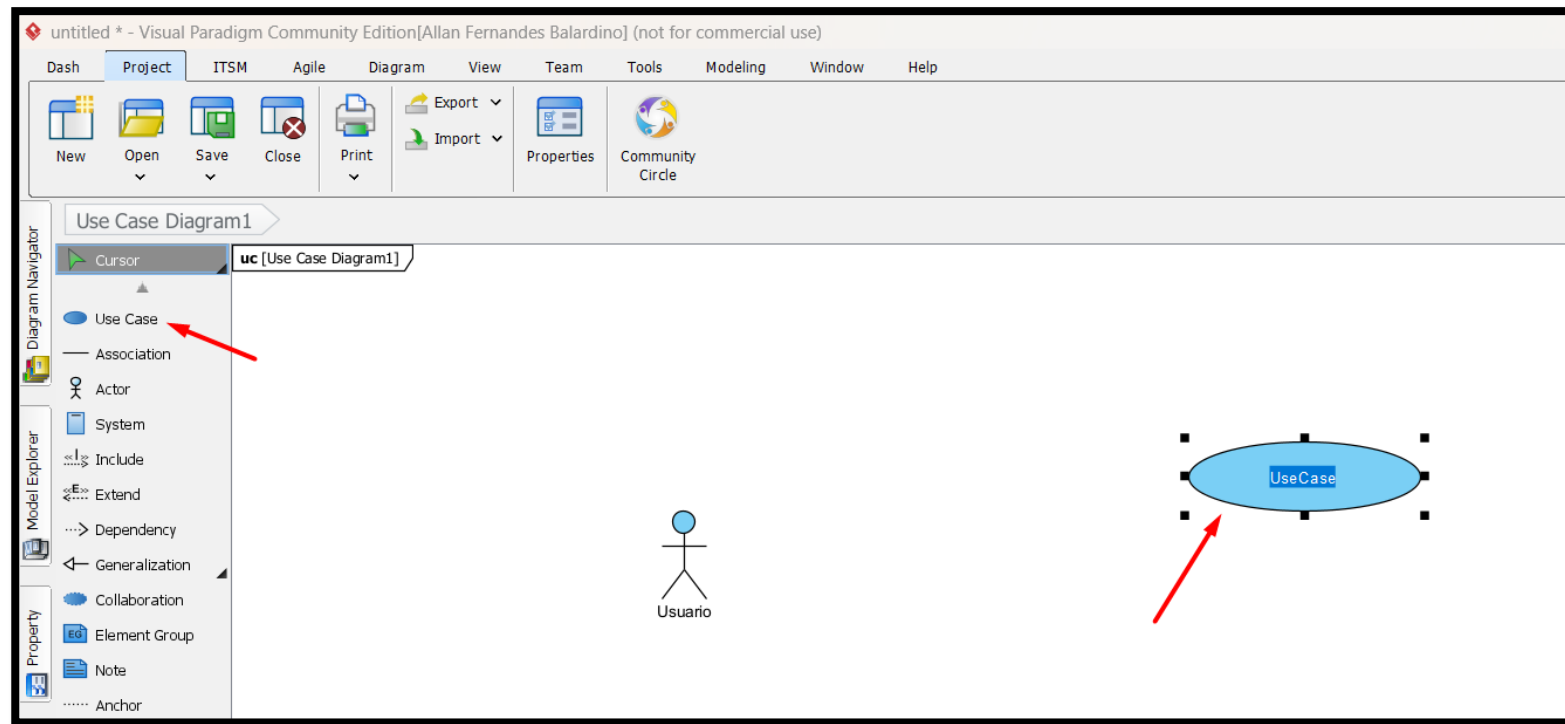 untitled * - Visual Paradigm Community Edition[Allan Fernandes Balardino] (not for commercial use)
Dash Project ITSM Agile Diagram View Team Tools Modeling Window Help
Export
Import
New Open Save Close Print Properties Community
Circle
Use Case Diagram1
Diagram Navigator
Model Explorer
Property
Cursor
Use Case
Association
Actor
System
<<I>> Include
<<E>> Extend
Dependency
Generalization
Collaboration
EG Element Group
Note
Anchor
uc [Use Case Diagram1]
UseCase
Usuario